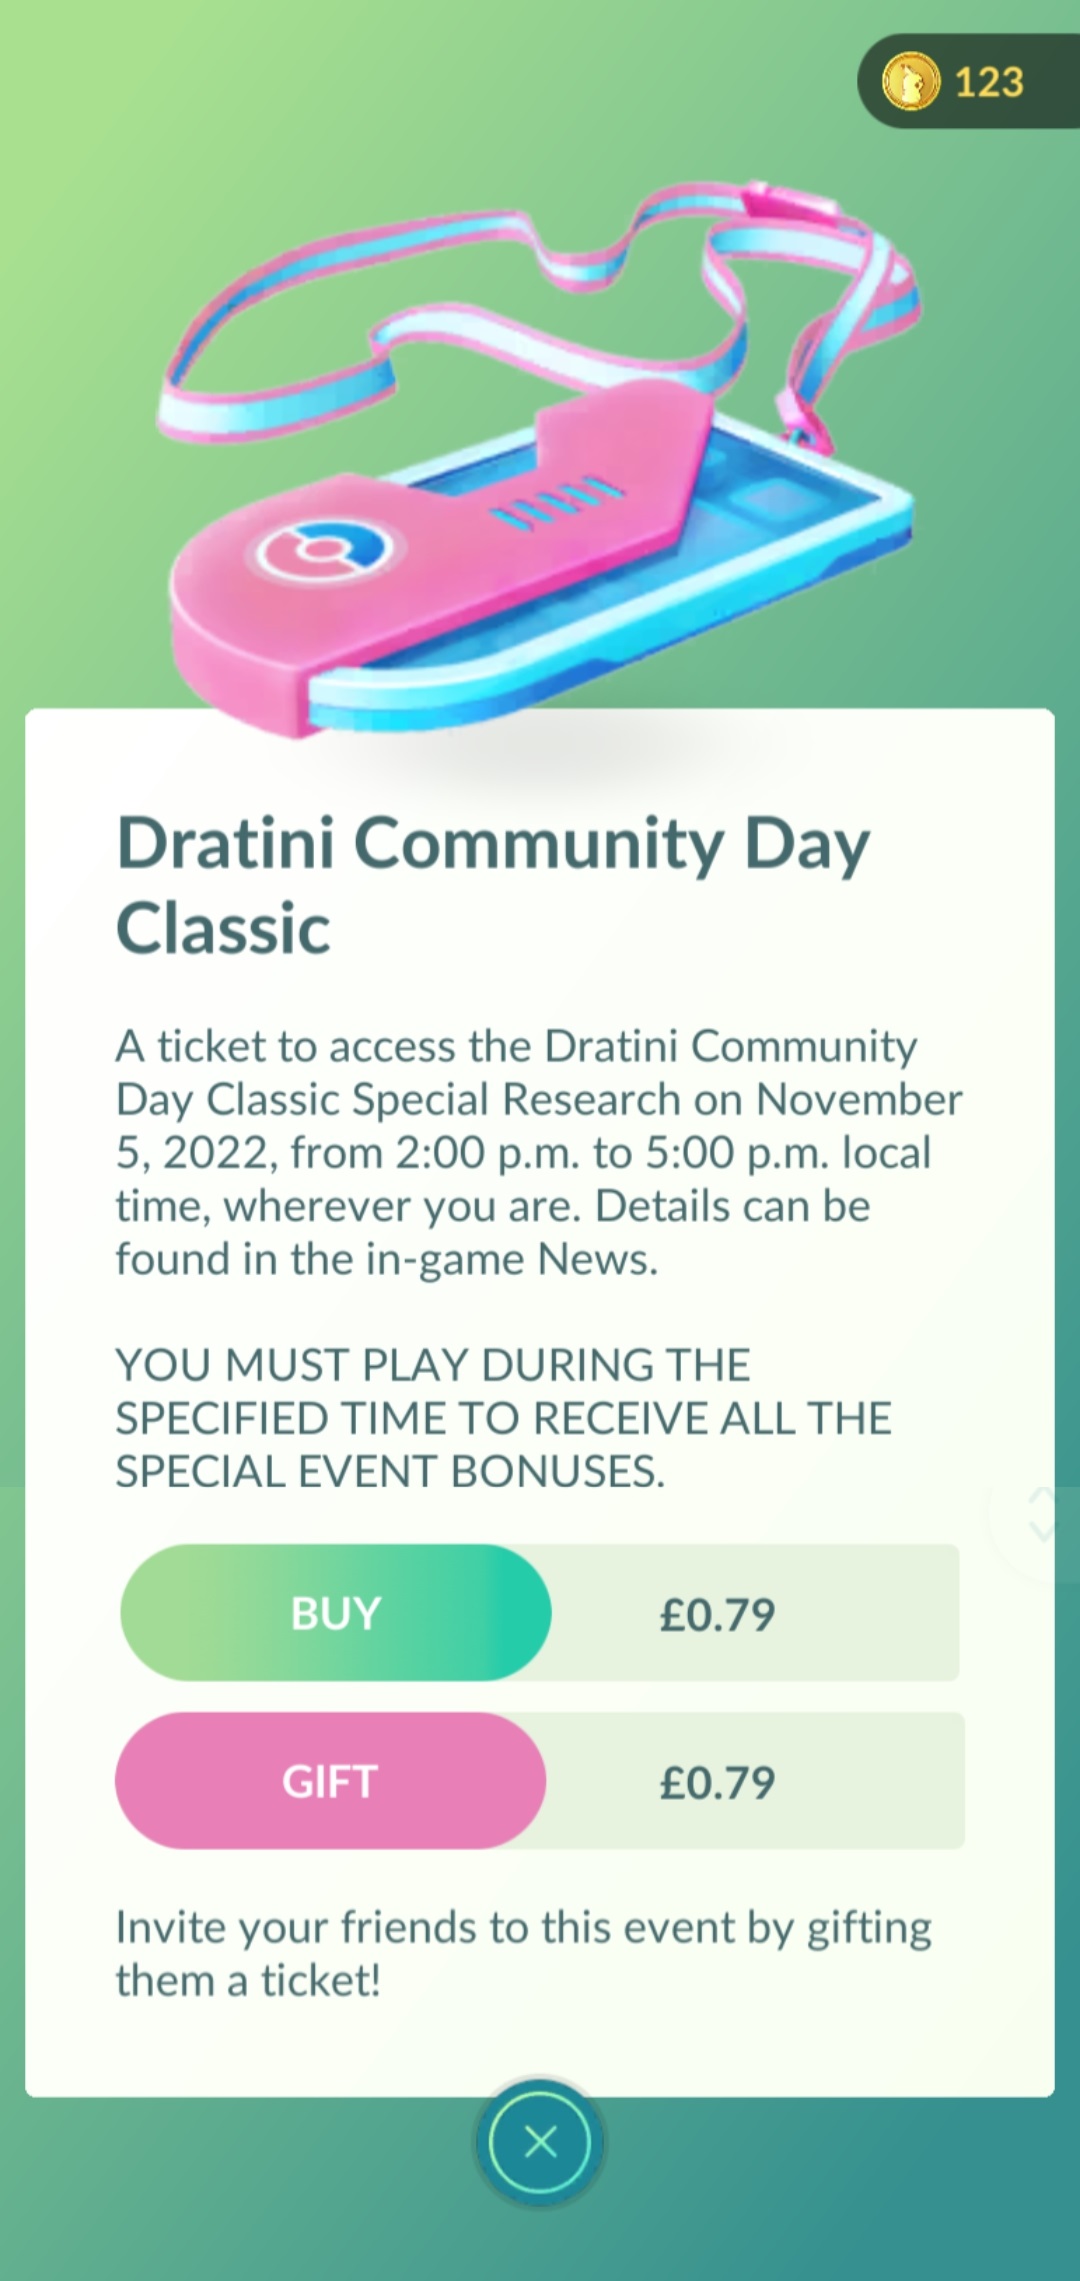 123
Dratini Community Day
Classic
A ticket to access the Dratini Community
Day Classic Special Research on November
5, 2022, from 2:00 p.m. to 5:00 p.m. local
time, wherever you are. Details can be
found in the in-game News.
YOU MUST PLAY DURING THE
SPECIFIED TIME TO RECEIVE ALL THE
SPECIAL EVENT BONUSES.
BUY £0.79
GIFT £0.79
Invite your friends to this event by gifting
them a ticket!